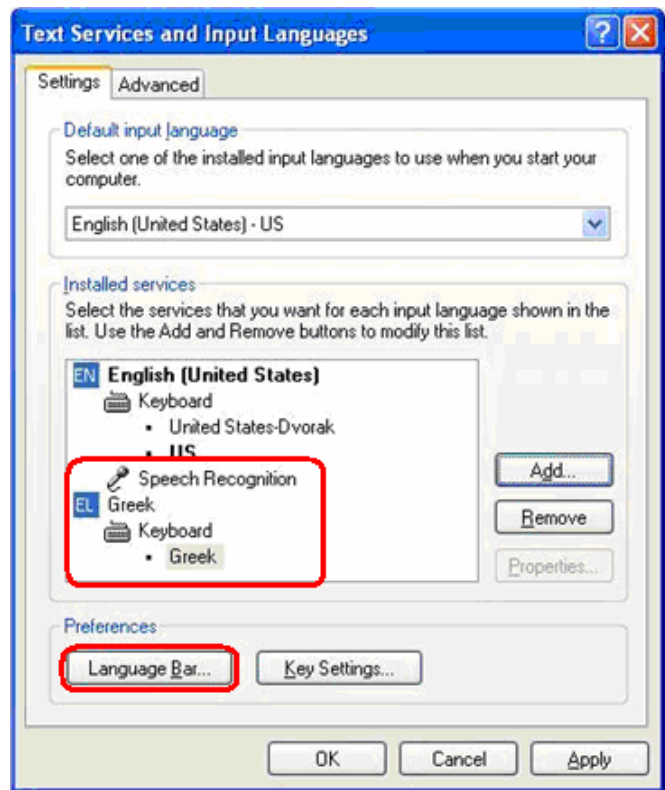 Text Services and Input Languages
Settings Advanced
Default input language
Select one of the installed input languages to use when you start your
computer.
English (United States) - US
Installed services
Select the services that you want for each input language shown in the
list. Use the Add and Remove buttons to modify this list.
EN English (United States)
Keyboard
• United States-Dvorak
• US
Speech Recognition
EL Greek
Keyboard
• Greek
Add...
Remove
Properties...
Preferences
Language Bar... Key Settings...
OK Cancel Apply